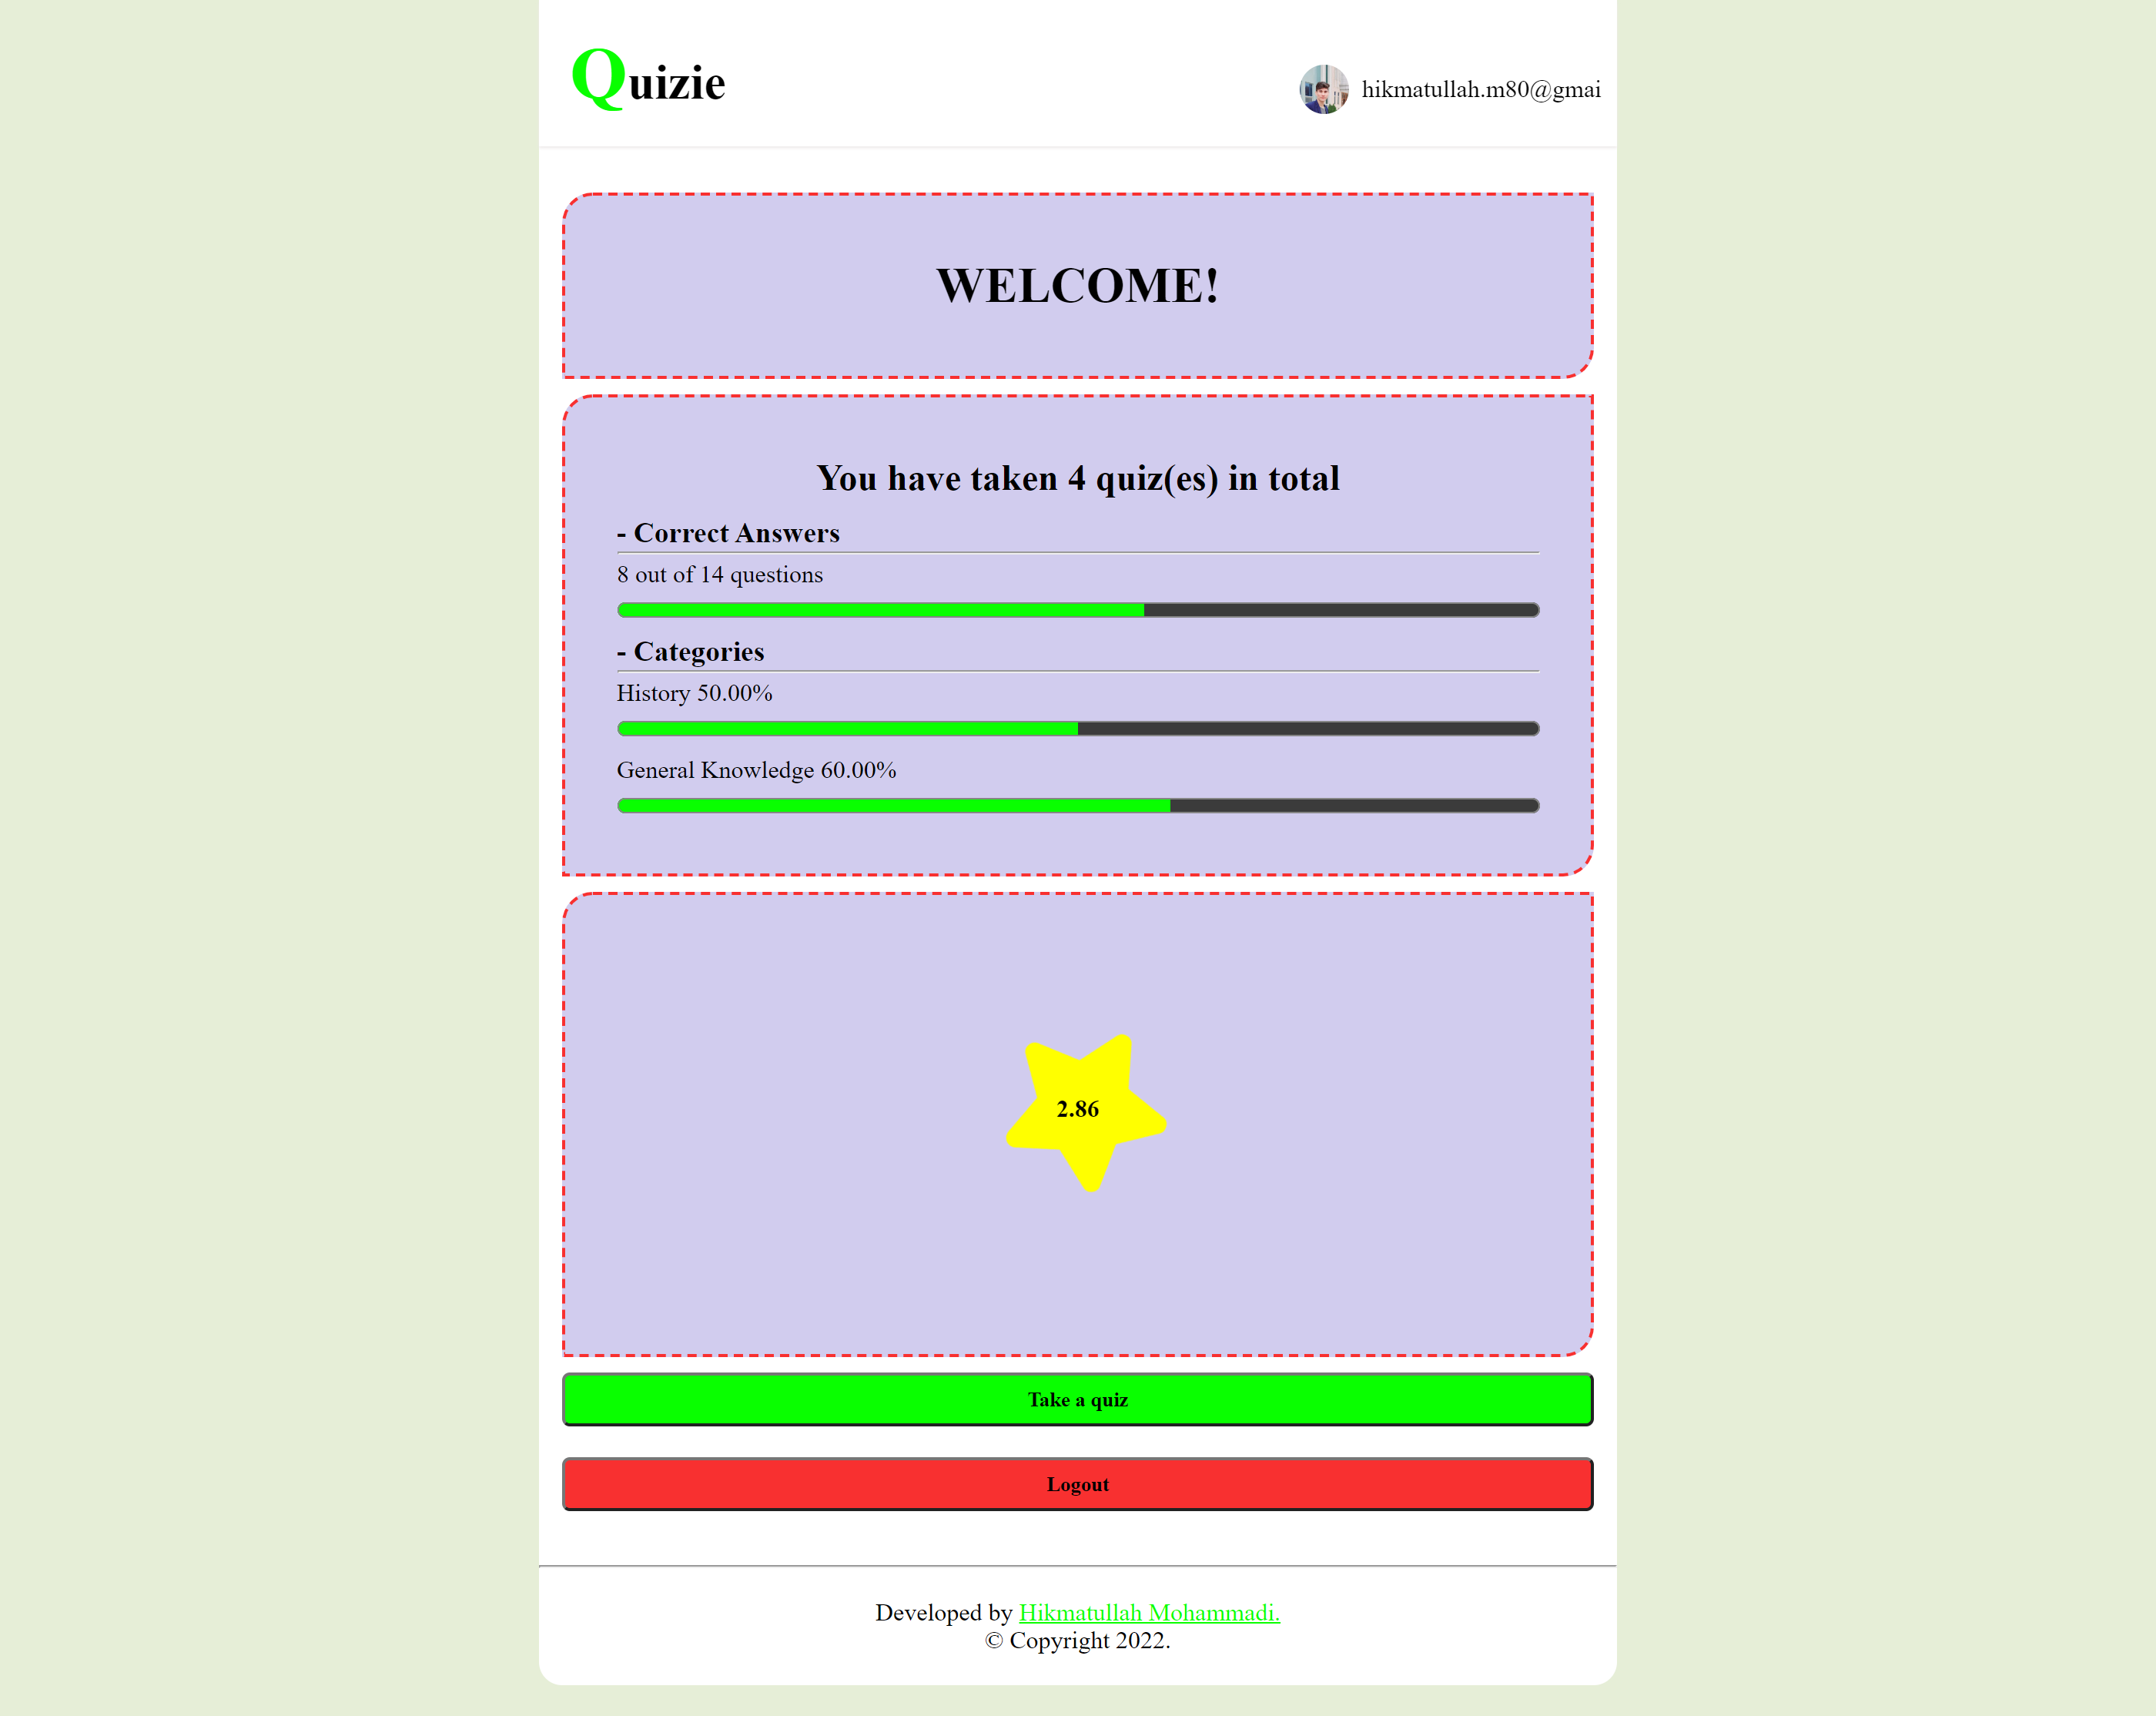 Quizie
hikmatullah.m80@gmai
WELCOME!
You have taken 4 quiz(es) in total
- Correct Answers
8 out of 14 questions
- Categories
History 50.00%
General Knowledge 60.00%
2.86
Take a quiz
Logout
Developed by Hikmatullah Mohammadi.
© Copyright 2022.